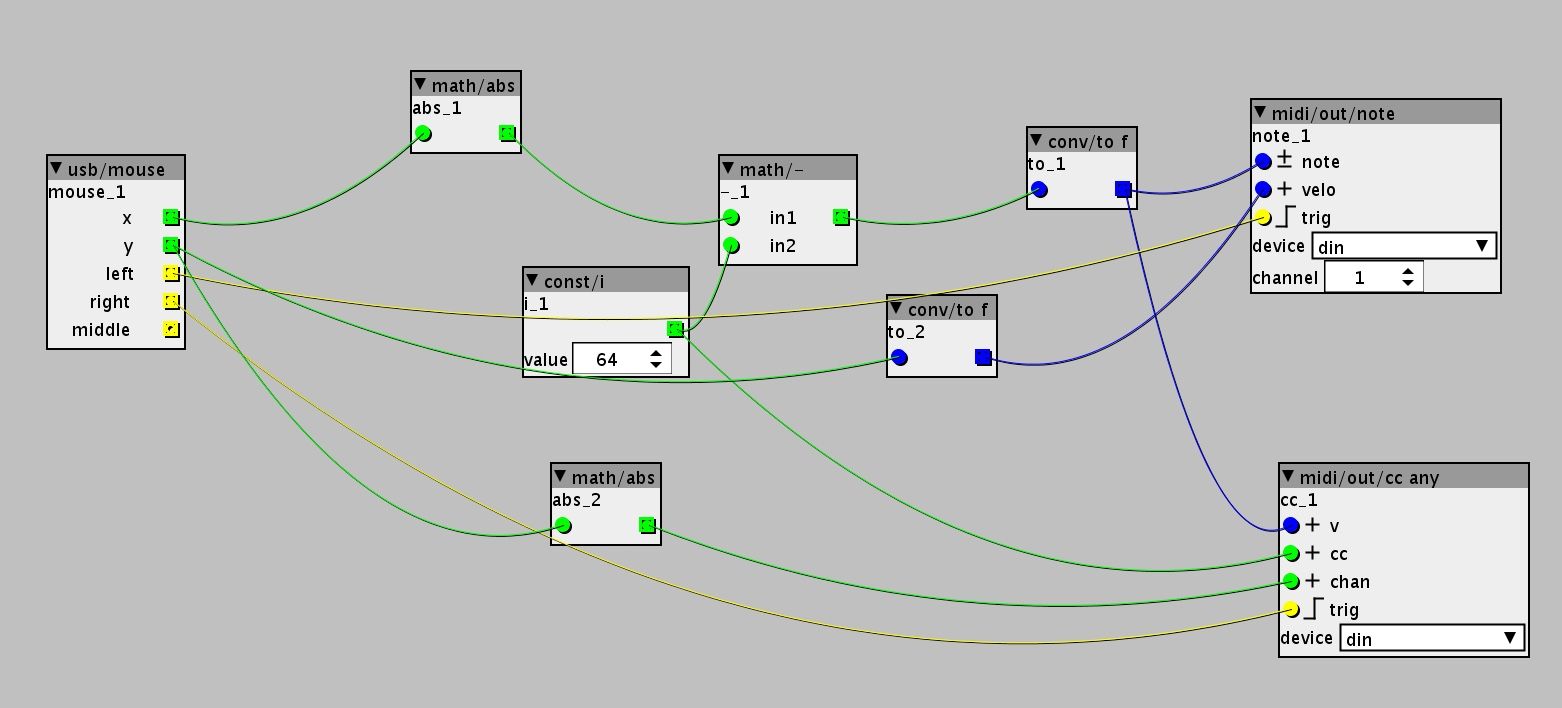 math/abs
abs_1
usb/mouse
mouse_1
x
y
left
right
middle
math/-
-_1
in1
in2
const/i
i_1
value 64
conv/to f
to_1
conv/to f
to_2
midi/out/note
note_1
± note
+ velo
trig
device din
channel 1
math/abs
abs_2
midi/out/cc any
cc_1
+ v
+ cc
+ chan
trig
device din